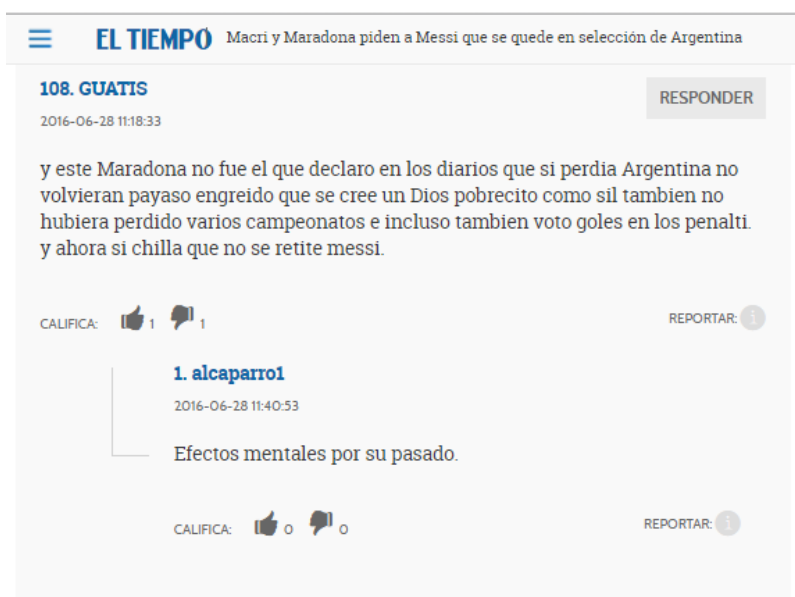 EL TIEMPO Macri y Maradona piden a Messi que se quede en selección de Argentina
108. GUATIS
RESPONDER
2016-06-28 11:18:33
y este Maradona no fue el que declaro en los diarios que si perdia Argentina no
volvieran payaso engreido que se cree un Dios pobrecito como sil tambien no
hubiera perdido varios campeonatos e incluso tambien voto goles en los penalti.
y ahora si chilla que no se retite messi.
CALIFICA: 1 1 REPORTAR: i
1. alcaparro1
2016-06-28 11:40:53
Efectos mentales por su pasado.
CALIFICA: 0 0 REPORTAR: i